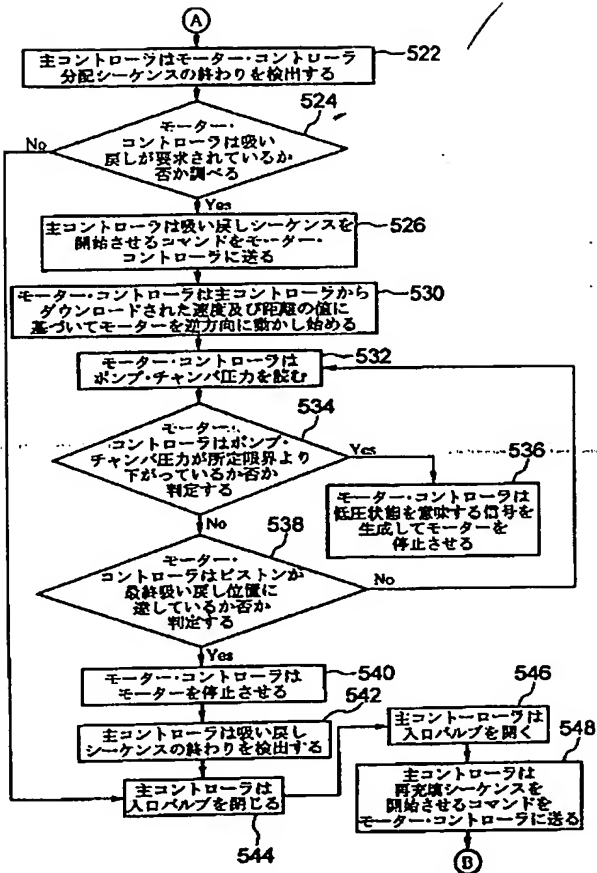 A
主コントローラはモーター・コントローラ
分配シーケンスの終わりを検出する
522
524
モーター・
コントローラは吸い
戻しが要求されているか
否か調べる
No
Yes
主コントローラは吸い戻しシーケンスを
開始させるコマンドをモーター・
コントローラに送る
526
モーター・コントローラは主コントローラから
ダウンロードされた速度及び距離の値に
基づいてモーターを逆方向に動かし始める
530
モーター・コントローラは
ポンプ・チャンバ圧力を読む
532
534
モーター・
コントローラはポンプ・
チャンバ圧力が所定限界より
下がっているか否か
判定する
Yes
No
536
モーター・コントローラは
低圧状態を意味する信号を
生成してモーターを
停止させる
538
モーター・
コントローラはピストンが
最終吸い戻し位置に
達しているか否か
判定する
No
Yes
モーター・コントローラは
モーターを停止させる
540
542
主コントローラは吸い戻し
シーケンスの終わりを検出する
主コントローラは
入口バルブを閉じる
544
546
主コントーローラは
入口バルブを開く
548
主コントローラは
再充填シーケンスを
開始させるコマンドを
モーター・コントローラに送る
B